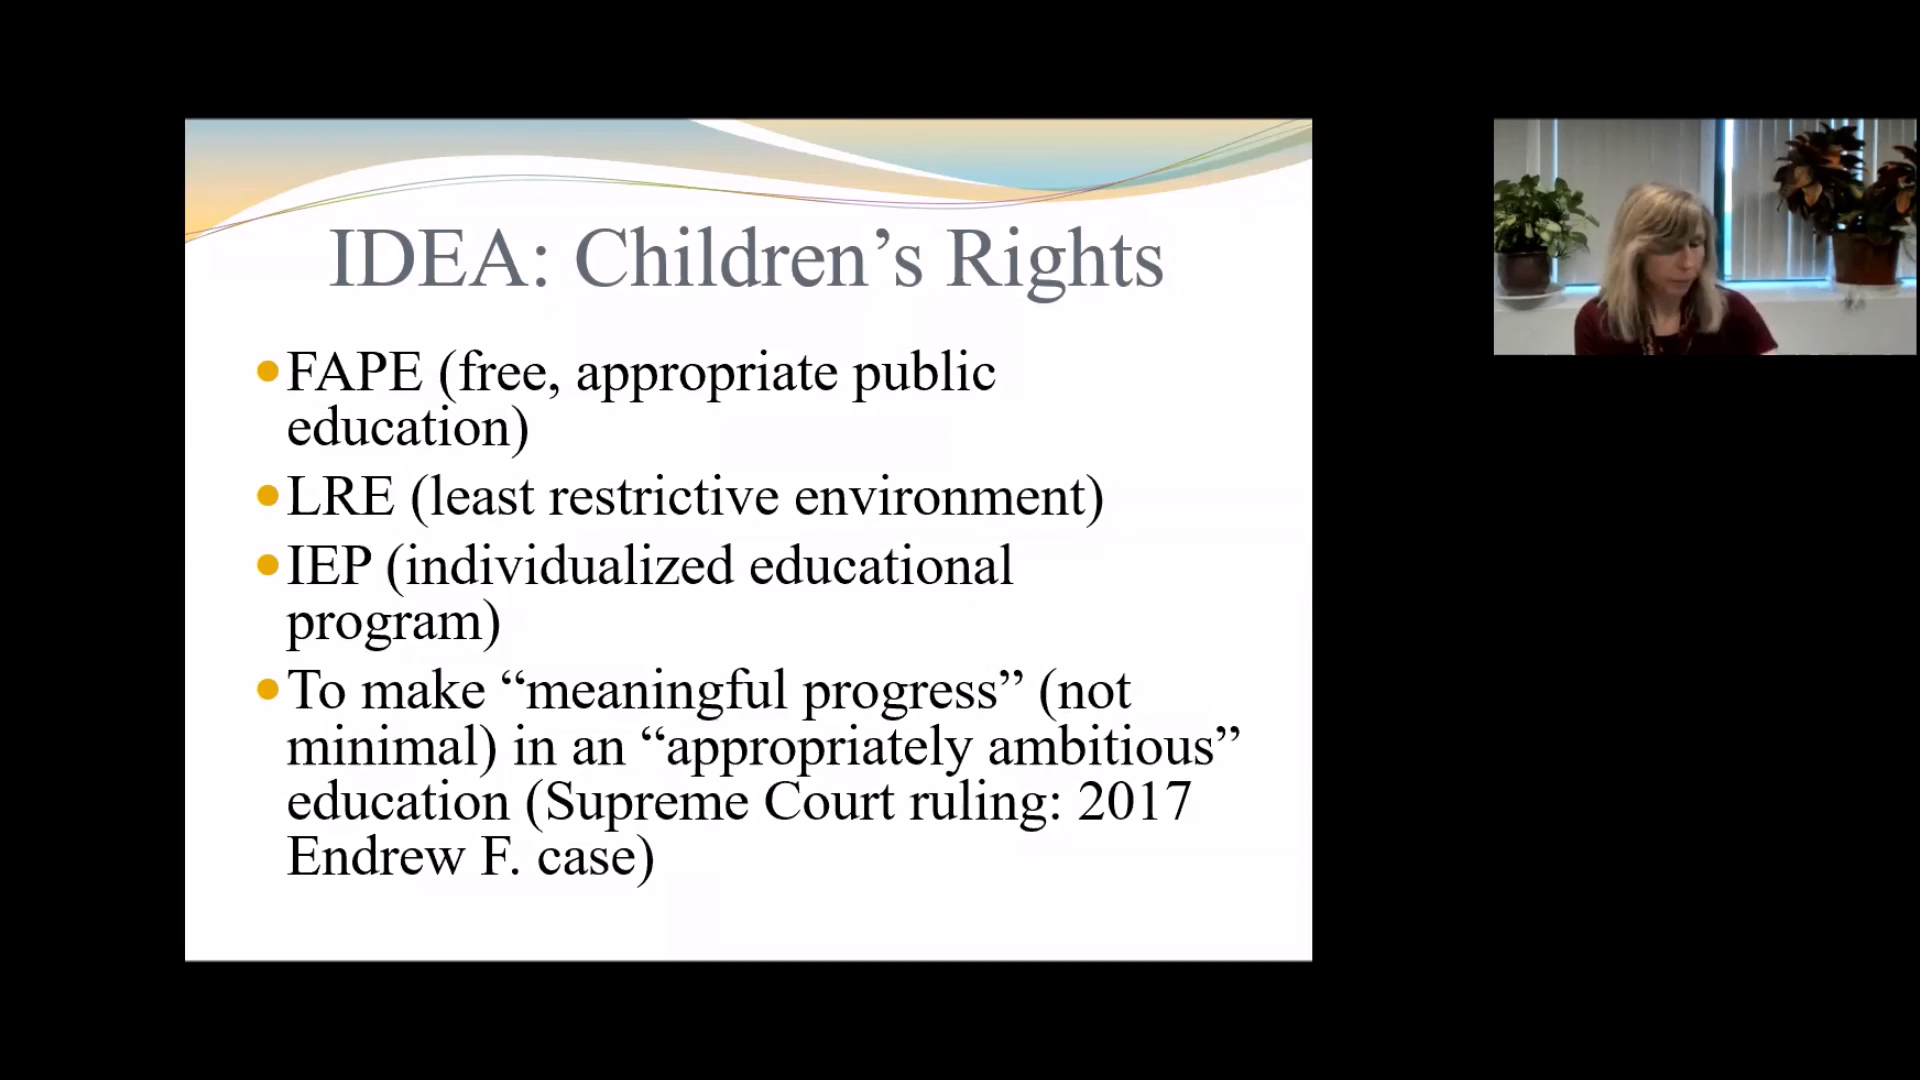 IDEA: Children’s Rights
FAPE (free, appropriate public
education)
LRE (least restrictive environment)
IEP (individualized educational
program)
To make “meaningful progress” (not
minimal) in an “appropriately ambitious”
education (Supreme Court ruling: 2017
Endrew F. case)